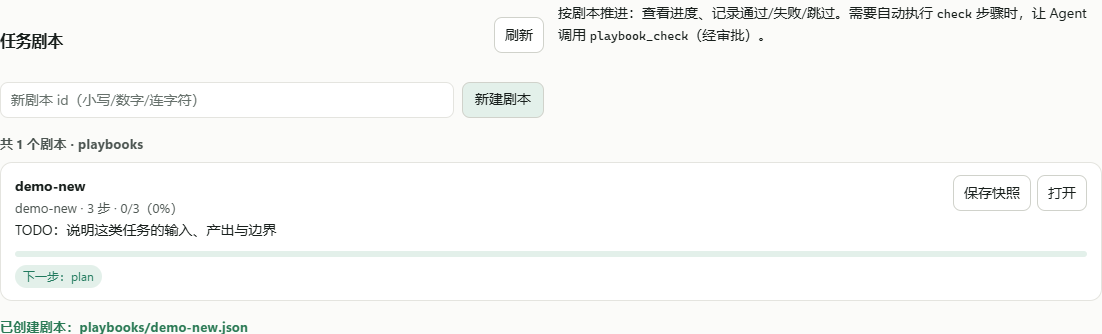 任务剧本
刷新
按剧本推进：查看进度、记录通过/失败/跳过。需要自动执行 check 步骤时，让 Agent
调用 playbook_check（经审批）。
新剧本 id（小写/数字/连字符）
新建剧本
共 1 个剧本 · playbooks
demo-new
demo-new · 3 步 · 0/3（0%）
TODO：说明这类任务的输入、产出与边界
保存快照
打开
下一步：plan
已创建剧本：playbooks/demo-new.json